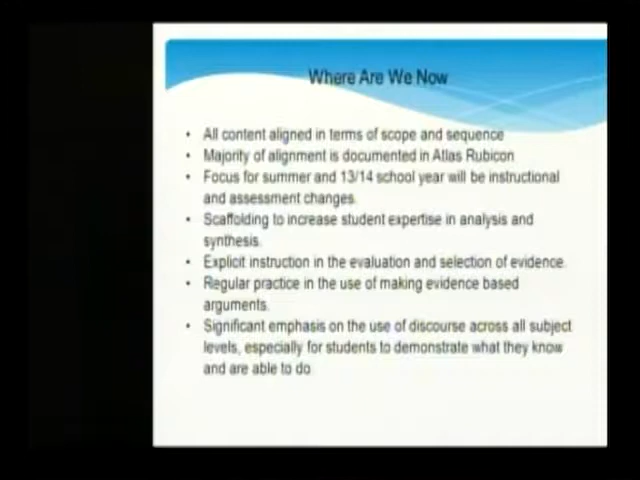 Where Are We Now
• All content aligned in terms of scope and sequence
• Majority of alignment is documented in Atlas Rubicon
• Focus for summer and 13/14 school year will be instructional
and assessment changes.
• Scaffolding to increase student expertise in analysis and
synthesis.
• Explicit instruction in the evaluation and selection of evidence.
• Regular practice in the use of making evidence based
arguments.
• Significant emphasis on the use of discourse across all subject
levels, especially for students to demonstrate what they know
and are able to do